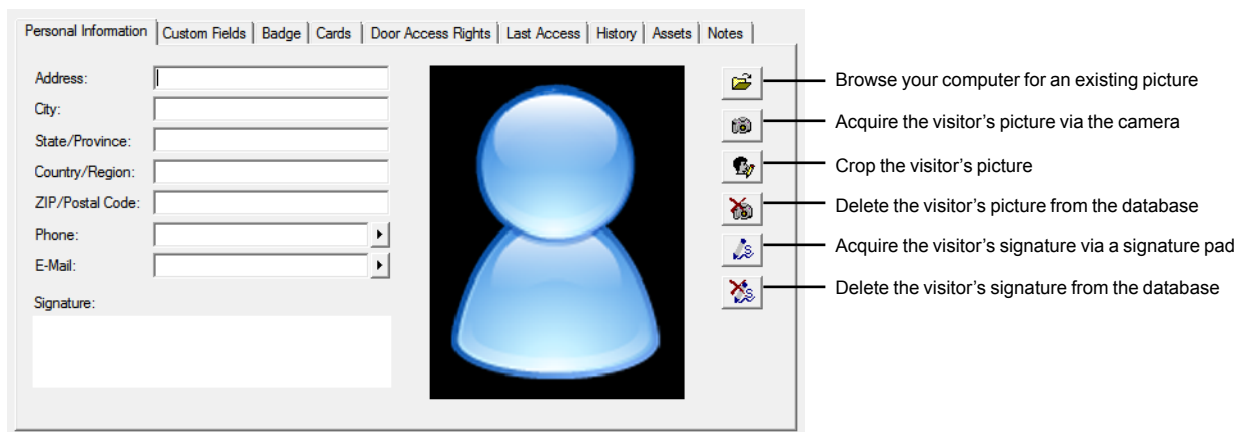 Personal Information Custom Fields Badge Cards Door Access Rights Last Access History Assets Notes
Address:
City:
State/Province:
Country/Region:
ZIP/Postal Code:
Phone:
E-Mail:
Signature:
Browse your computer for an existing picture
Acquire the visitor's picture via the camera
Crop the visitor's picture
Delete the visitor's picture from the database
Acquire the visitor's signature via a signature pad
Delete the visitor's signature from the database